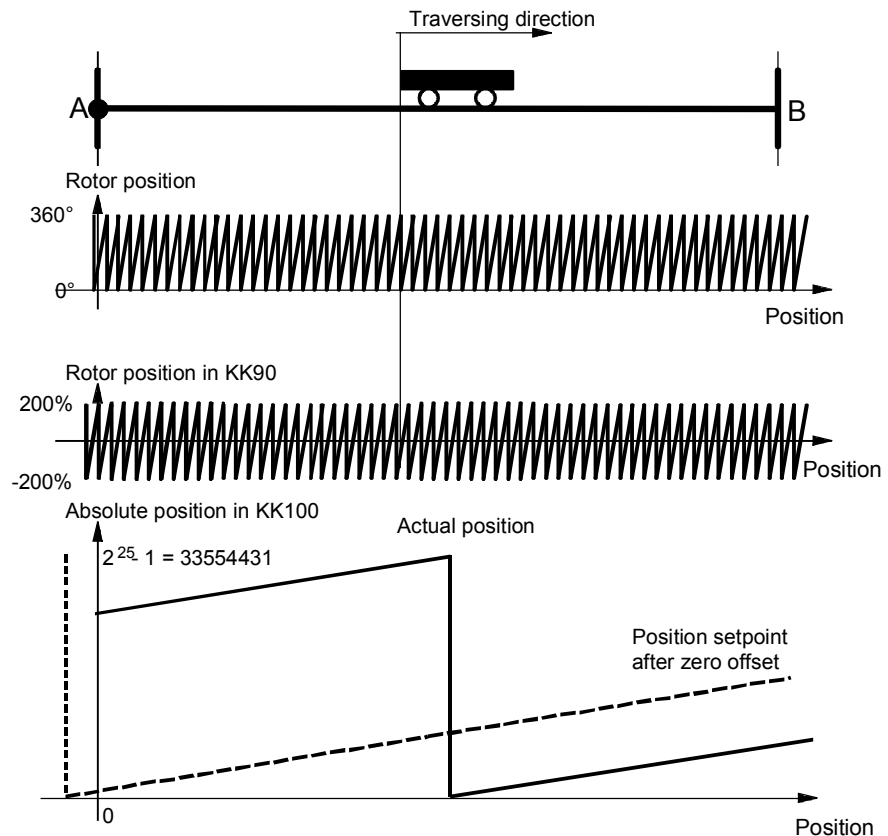 Traversing direction
A
B
Rotor position
360°
0°
Position
Rotor position in KK90
200%
-200%
Position
Absolute position in KK100
Actual position
2 25- 1 = 33554431
Position setpoint
after zero offset
0
Position